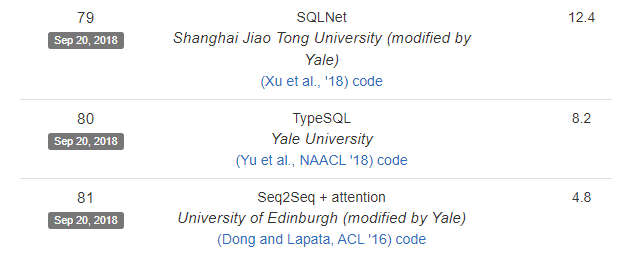 79 SQLNet 12.4
Sep 20, 2018 Shanghai Jiao Tong University (modified by
Yale)
(Xu et al., '18) code
80 TypeSQL 8.2
Sep 20, 2018 Yale University
(Yu et al., NAACL '18) code
81 Seq2Seq + attention 4.8
Sep 20, 2018 University of Edinburgh (modified by Yale)
(Dong and Lapata, ACL '16) code